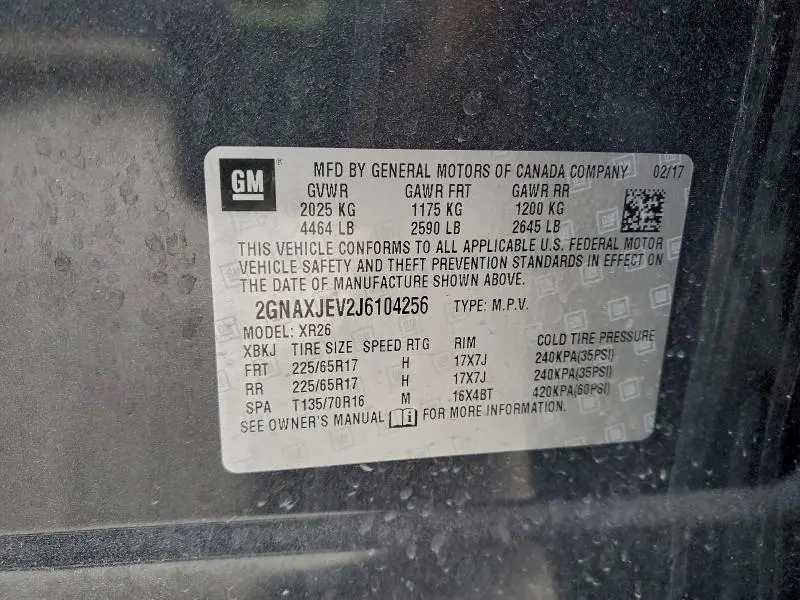 GM
MFD BY GENERAL MOTORS OF CANADA COMPANY 02/17
GVWR GAWR FRT GAWR RR
2025 KG 1175 KG 1200 KG
4464 LB 2590 LB 2645 LB
THIS VEHICLE CONFORMS TO ALL APPLICABLE U.S. FEDERAL MOTOR
VEHICLE SAFETY AND THEFT PREVENTION STANDARDS IN EFFECT ON
THE DATE OF MANUFACTURE SHOWN ABOVE.
2GNAXJEV2J6104256 TYPE: M.P.V.
MODEL: XR26
XBKJ TIRE SIZE SPEED RTG RIM COLD TIRE PRESSURE
FRT 225/65R17 H 17X7J 240KPA(35PSI)
RR 225/65R17 H 17X7J 240KPA(35PSI)
SPA T135/70R16 M 16X4BT 420KPA(60PSI)
SEE OWNER'S MANUAL FOR MORE INFORMATION.